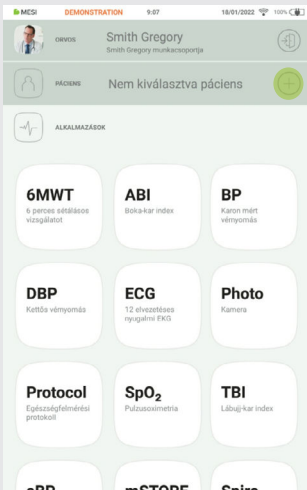 MESI DEMONSTRATION 9:07 18/01/2022 100%
ORVOS Smith Gregory
Smith Gregory munkacsoportja
PÁCIENS Nem kiválasztva páciens
ALKALMAZÁSOK
6MWT ABI BP
6 perces sétálásos Boka-kar index Karon mért
vizsgálatot vérnyomás
DBP ECG Photo
Kettős vérnyomás 12 elvezetéses Kamera
nyugalmi EKG
Protocol SpO₂ TBI
Egészségfelmérési Pulzusoximetria Lábujj-kar index
protokoll
mSTORE Spiro